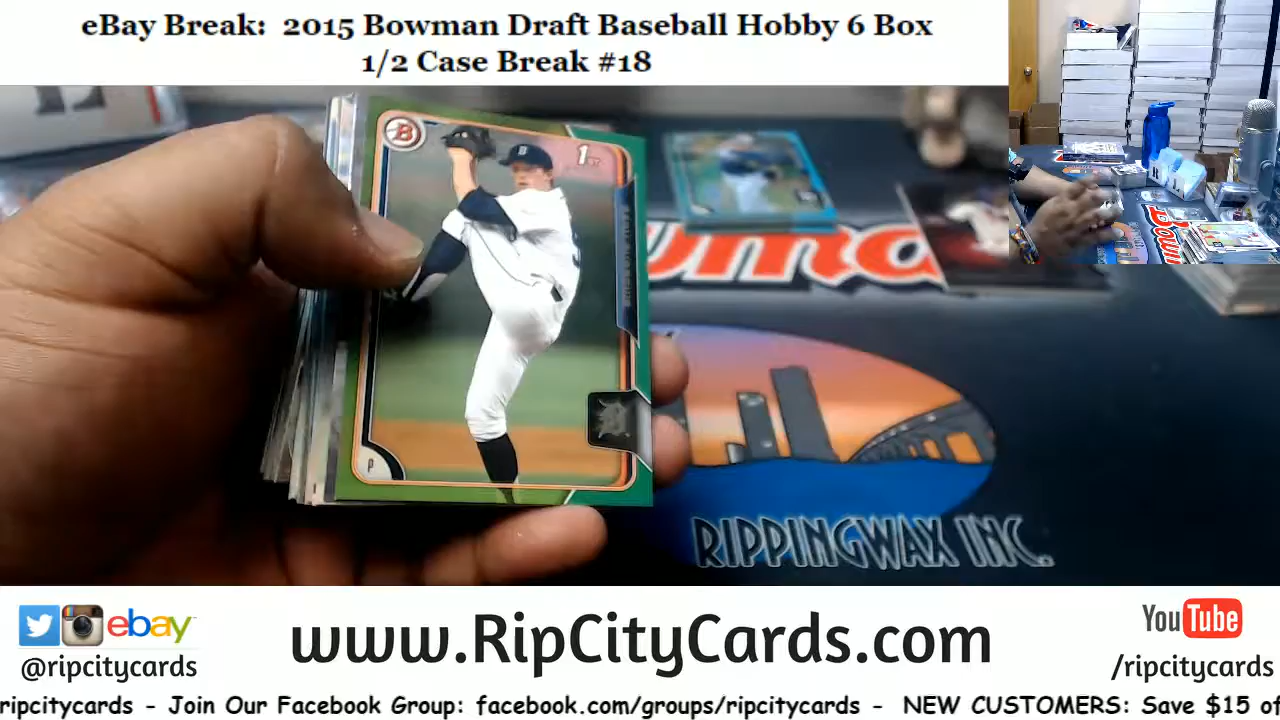 eBay Break:  2015 Bowman Draft Baseball Hobby 6 Box
1/2 Case Break #18
B
1st
P
RIPPINGWAX INC.
ebay
www.RipCityCards.com
YouTube
@ripcitycards
/ripcitycards
ripcitycards - Join Our Facebook Group: facebook.com/groups/ripcitycards -  NEW CUSTOMERS: Save $15 of